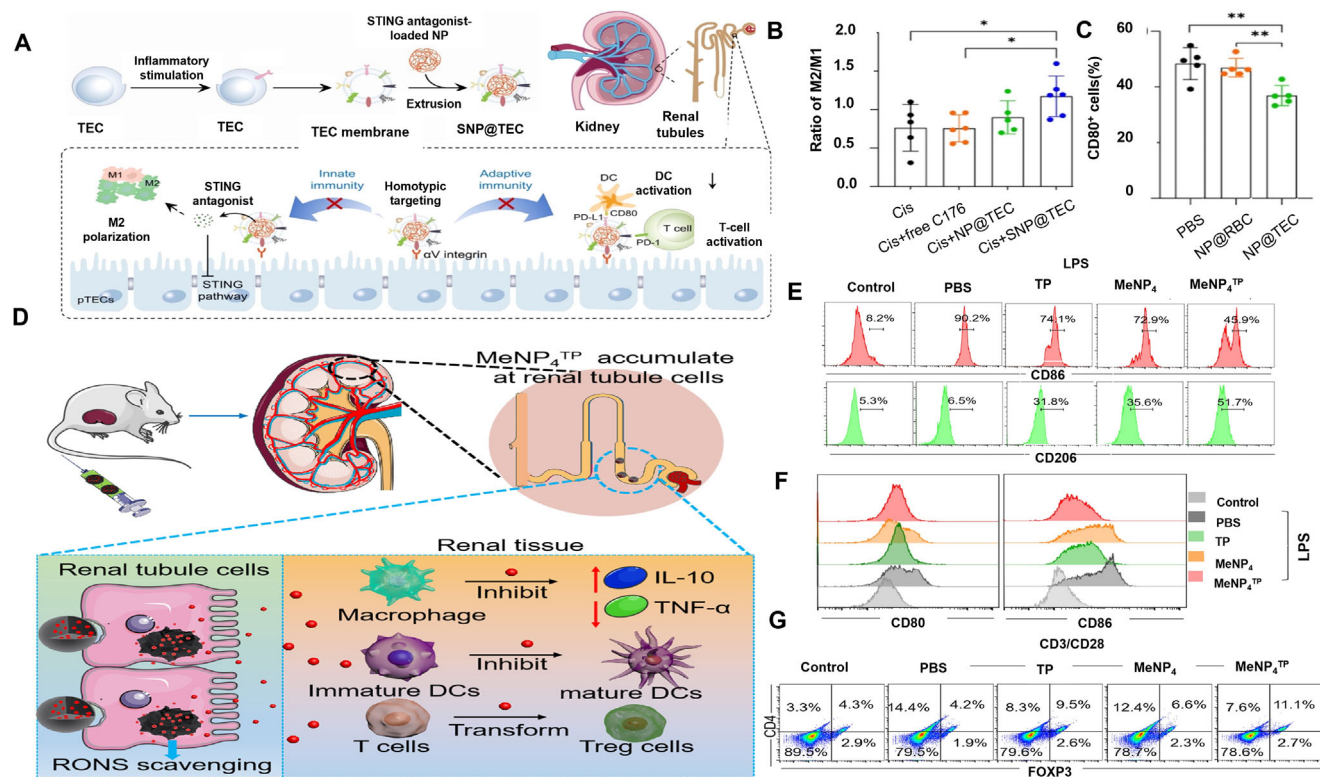 A
Inflammatory
stimulation
TEC
TEC
TEC membrane
STING antagonist-
loaded NP
Extrusion
SNP@TEC
Kidney
Renal
tubules
M1
M2
M2
polarization
STING
antagonist
Innate
immunity
Homotypic
targeting
Adaptive
immunity
DC
DC
activation
PD-L1
CD80
T cell
PD-1
T-cell
activation
αV integrin
STING
pathway
pTECs
B
Ratio of M2/M1
2.0
1.5
1.0
0.5
0.0
*
*
Cis
Cis+free C176
Cis+NP@TEC
Cis+SNP@TEC
C
CD80⁺ cells(%)
60
40
20
0
**
**
PBS
NP@RBC
NP@TEC
D
MeNP₄ᵀᴾ accumulate
at renal tubule cells
Renal tubule cells
RONS scavenging
Renal tissue
Macrophage
Inhibit
IL-10
TNF-α
Immature DCs
Inhibit
mature DCs
T cells
Transform
Treg cells
LPS
E
Control PBS TP MeNP₄ MeNP₄ᵀᴾ
8.2% 90.2% 74.1% 72.9% 45.9%
CD86
5.3% 6.5% 31.8% 35.6% 51.7%
CD206
F
CD80
CD86
Control
PBS
TP
MeNP₄
MeNP₄ᵀᴾ
LPS
G
CD3/CD28
Control PBS TP MeNP₄ MeNP₄ᵀᴾ
3.3% 4.3% 14.4% 4.2% 8.3% 9.5% 12.4% 6.6% 7.6% 11.1%
CD4
2.9% 1.9% 2.6% 2.3% 2.7%
89.5% 79.5% 79.6% 78.7% 78.6%
FOXP3